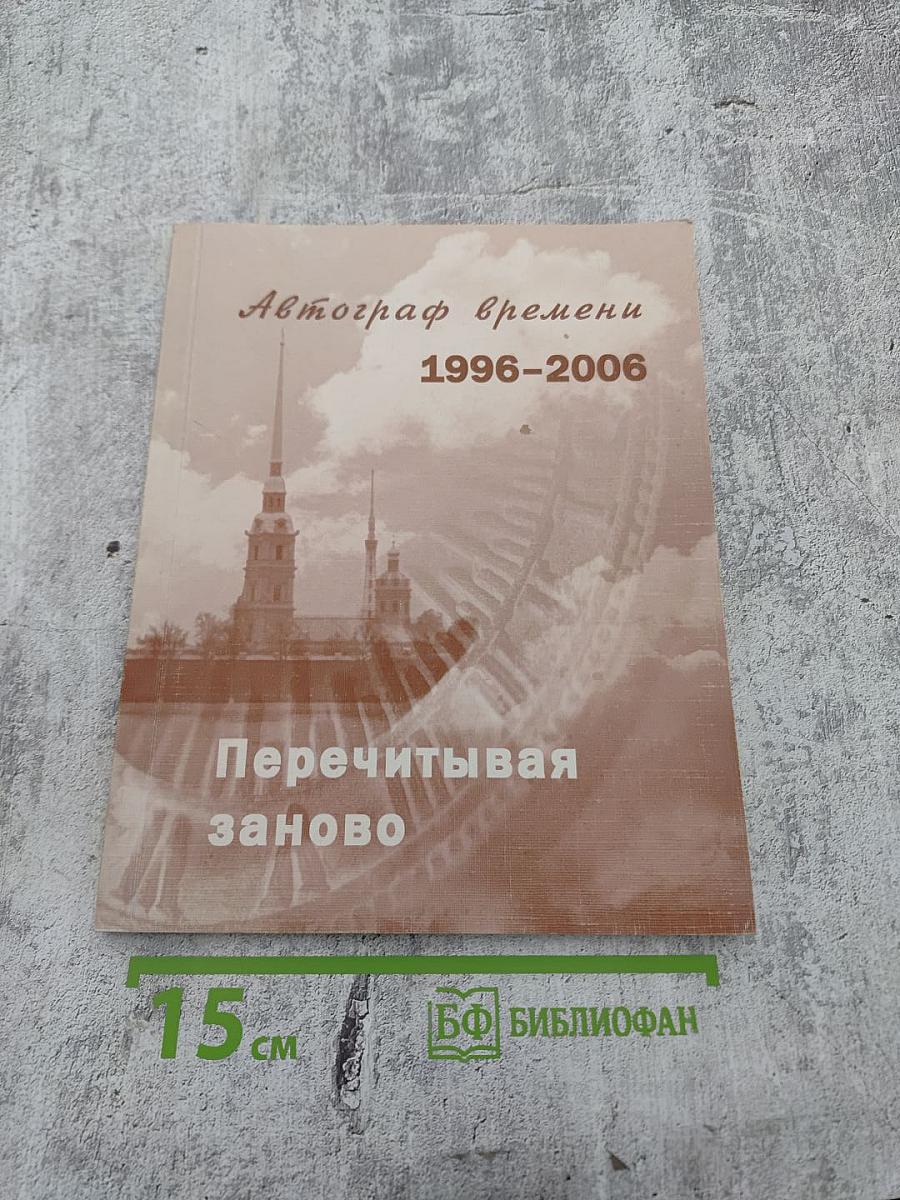 Автограф времени
1996–2006
Перечитывая
заново
15 см
БФ БИБЛИОФАН